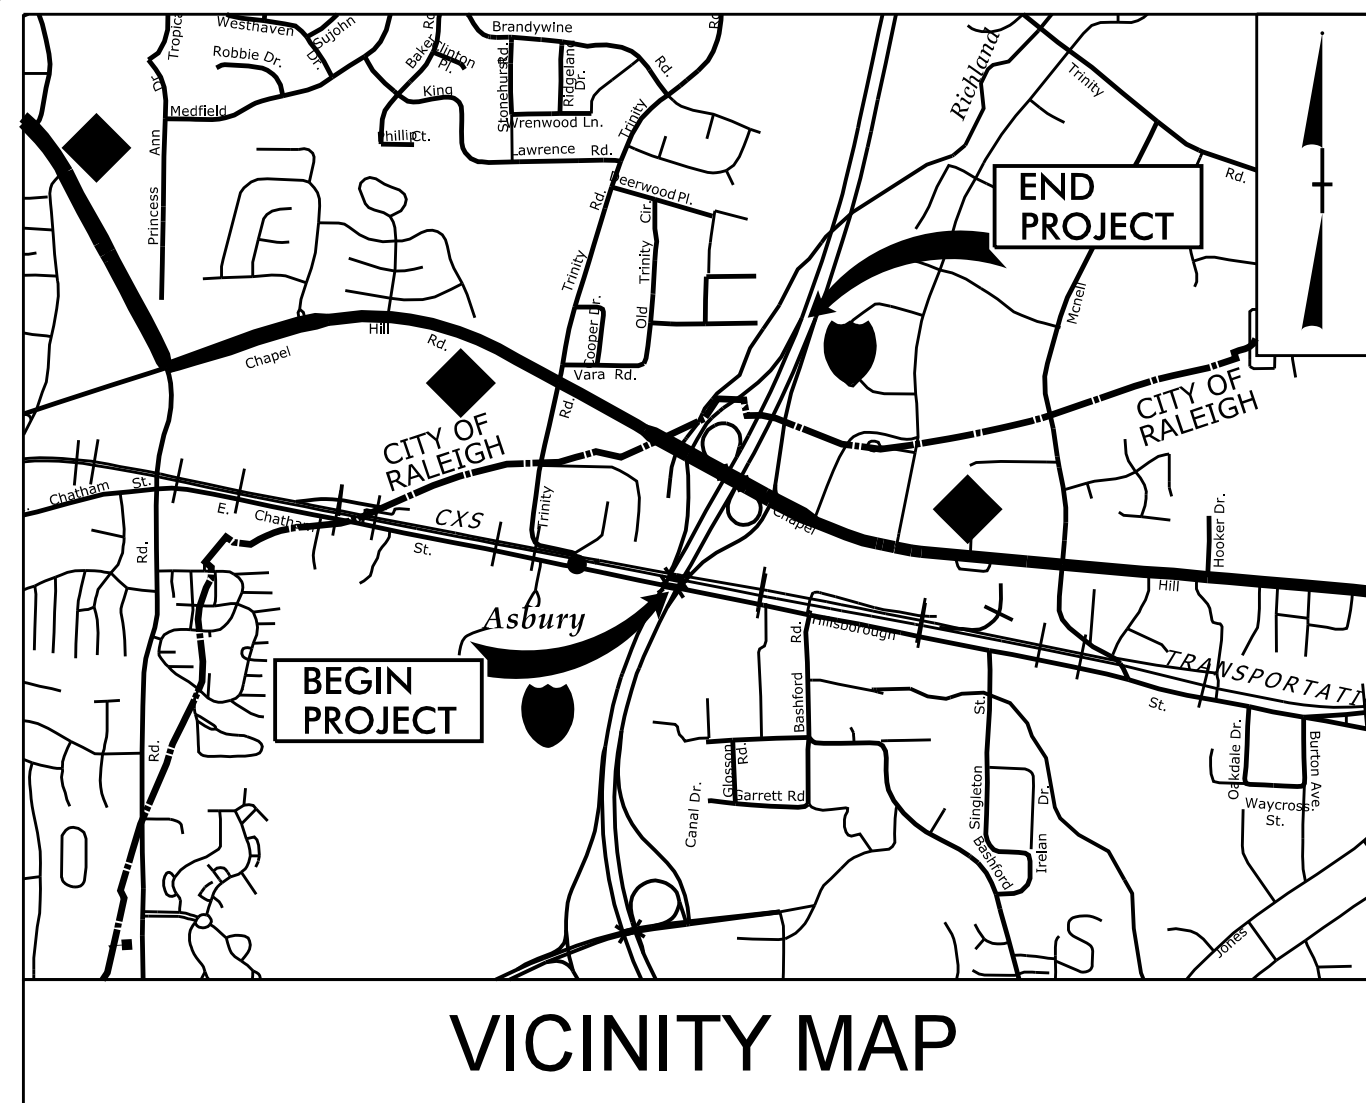 Tropica
Westhaven
Sujohn
Dr.
Robbie Dr.
Baker Rd
Clinton
Pl.
Brandywine
Rd.
Rd
Stonehurst
Rd.
Ridgeland
Dr.
Richland
Trinity
Dr
Medfield
King
Phillip
Ct.
Wrenwood Ln.
Lawrence Rd.
Trinity
Ann
Princess
Rd.
Deerwood Pl.
Cir.
Trinity
Old
Rd.
END
PROJECT
Trinity
Cooper Dr.
Mcneil
Hill
Rd.
Chapel
Vara Rd.
Rd.
CITY OF
RALEIGH
CITY OF
RALEIGH
Chatham
St.
E.
Chatham
CXS
St.
Trinity
Chapel
Hooker Dr.
Rd.
Hill
Asbury
Hillsborough
Rd.
Bashford
TRANSPORTATI
St.
BEGIN
PROJECT
Rd.
St.
Singleton
Glosson
Rd.
Canal Dr.
Garrett Rd
Dr.
Irelan
Bashford
Oakdale Dr.
Burton Ave.
Waycross
St.
Jones
VICINITY MAP